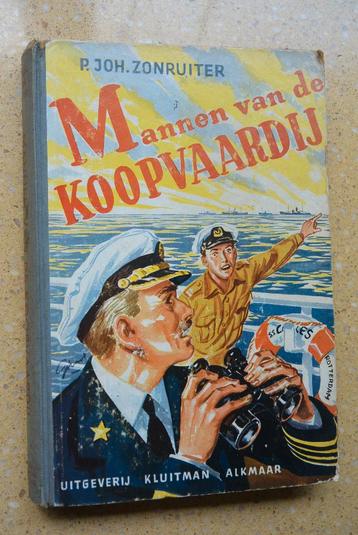 P. JOH. ZONRUITER
Mannen van de
KOOPVAARDIJ
ROTTERDAM
UITGEVERIJ KLUITMAN ALKMAAR